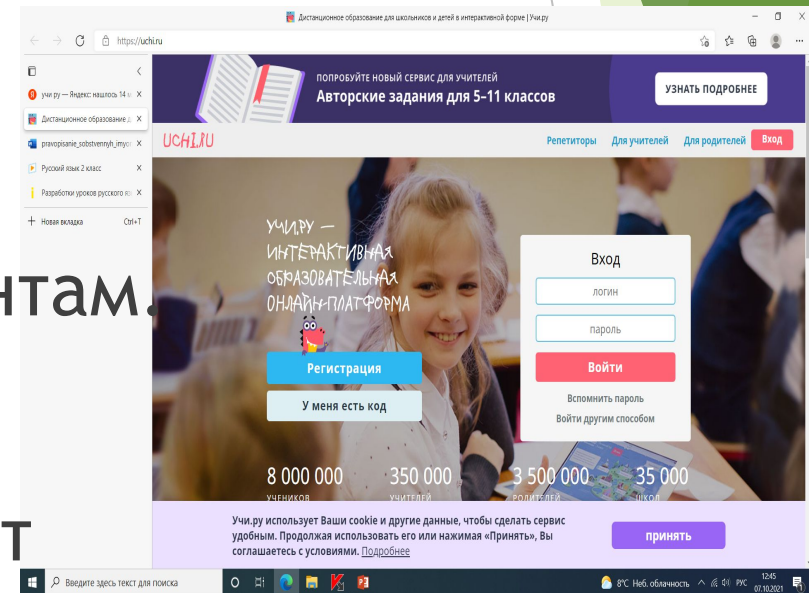 Дистанционное образование для школьников и детей в интерактивной форме | Учи.ру
https://uchi.ru
учи ру — Яндекс: нашлось 14
Дистанционное образование д
pravopisanie_sobstvennyh_imyo
Русский язык 2 класс
Разработки уроков русского яз
Новая вкладка Ctrl+T
ПОПРОБУЙТЕ НОВЫЙ СЕРВИС ДЛЯ УЧИТЕЛЕЙ
Авторские задания для 5–11 классов
УЗНАТЬ ПОДРОБНЕЕ
UCHI.RU
Репетиторы Для учителей Для родителей Вход
УЧИ.РУ —
ИНТЕРАКТИВНАЯ
ОБРАЗОВАТЕЛЬНАЯ
ОНЛАЙН-ПЛАТФОРМА
Регистрация
У меня есть код
Вход
логин
пароль
Войти
Вспомнить пароль
Войти другим способом
нтам.
т
8 000 000 350 000 3 500 000 35 000
УЧЕНИКОВ УЧИТЕЛЕЙ РОДИТЕЛЕЙ ШКОЛ
Учи.ру использует Ваши cookie и другие данные, чтобы сделать сервис
удобным. Продолжая использовать его или нажимая «Принять», Вы
соглашаетесь с условиями. Подробнее
принять
Введите здесь текст для поиска
8°C Неб. облачность РУС 12:45
07.10.2021